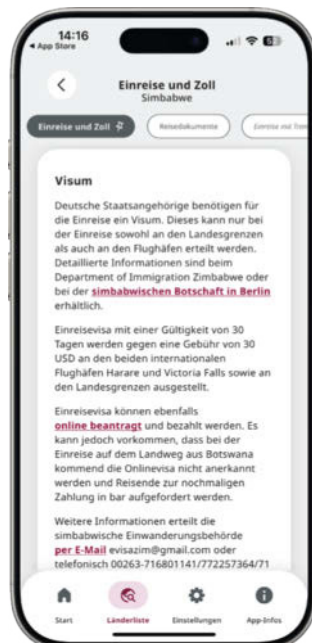 14:16
App Store
Einreise und Zoll
Simbabwe
Einreise und Zoll
Reisedokumente
Visum
Deutsche Staatsangehörige benötigen für
die Einreise ein Visum. Dieses kann nur bei
der Einreise sowohl an den Landesgrenzen
als auch an den Flughäfen erteilt werden.
Detaillierte Informationen sind beim
Department of Immigration Zimbabwe oder
bei der simbabwischen Botschaft in Berlin
erhältlich.
Einreisevisa mit einer Gültigkeit von 30
Tagen werden gegen eine Gebühr von 30
USD an den beiden internationalen
Flughäfen Harare und Victoria Falls sowie an
den Landesgrenzen ausgestellt.
Einreisevisa können ebenfalls
online beantragt und bezahlt werden. Es
kann jedoch vorkommen, dass bei der
Einreise auf dem Landweg aus Botswana
kommend die Onlinevisa nicht anerkannt
werden und Reisende zur nochmaligen
Zahlung in bar aufgefordert werden.
Weitere Informationen erteilt die
simbabwische Einwanderungsbehörde
per E-Mail evisazim@gmail.com oder
telefonisch 00263-716801141/772257364/71
Start
Länderliste
Einstellungen
App-Infos